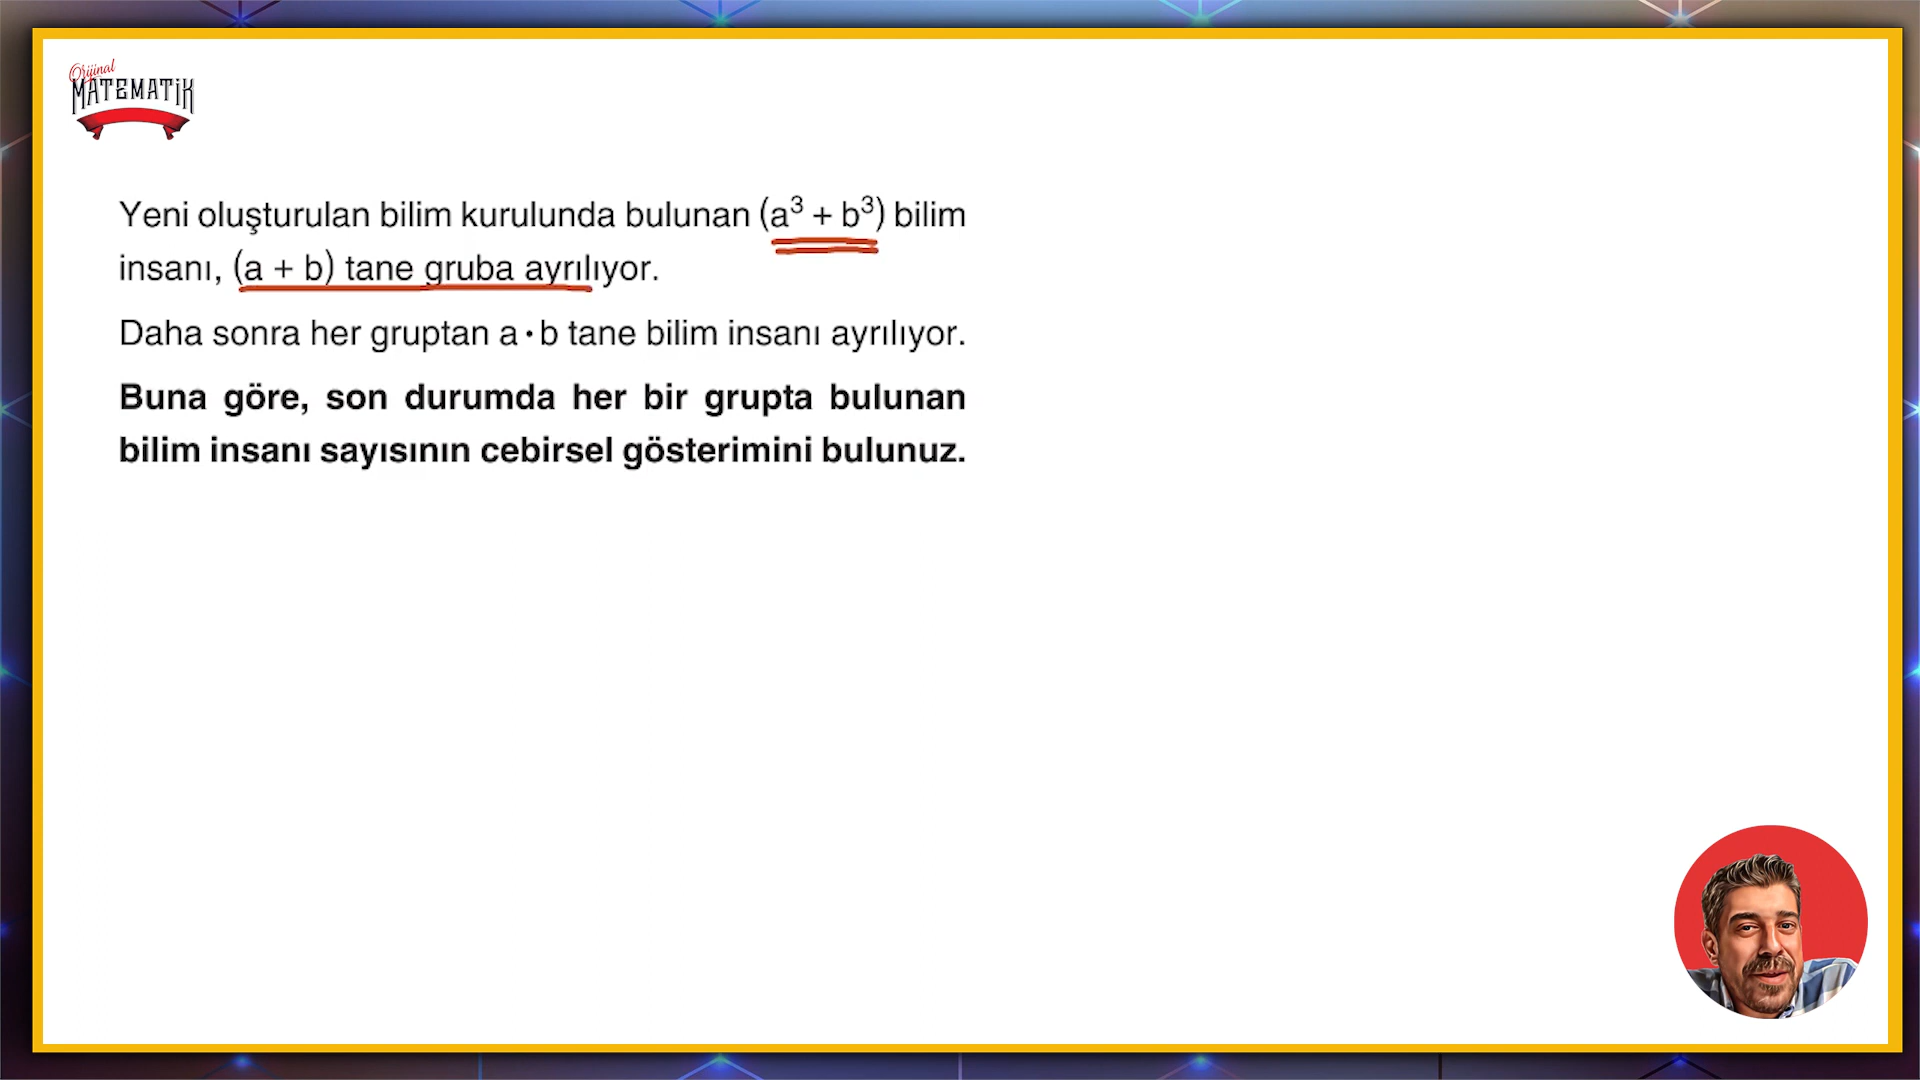 Orijinal
MATEMATİK
Yeni oluşturulan bilim kurulunda bulunan (a³ + b³) bilim
insanı, (a + b) tane gruba ayrılıyor.
Daha sonra her gruptan a · b tane bilim insanı ayrılıyor.
Buna göre, son durumda her bir grupta bulunan
bilim insanı sayısının cebirsel gösterimini bulunuz.